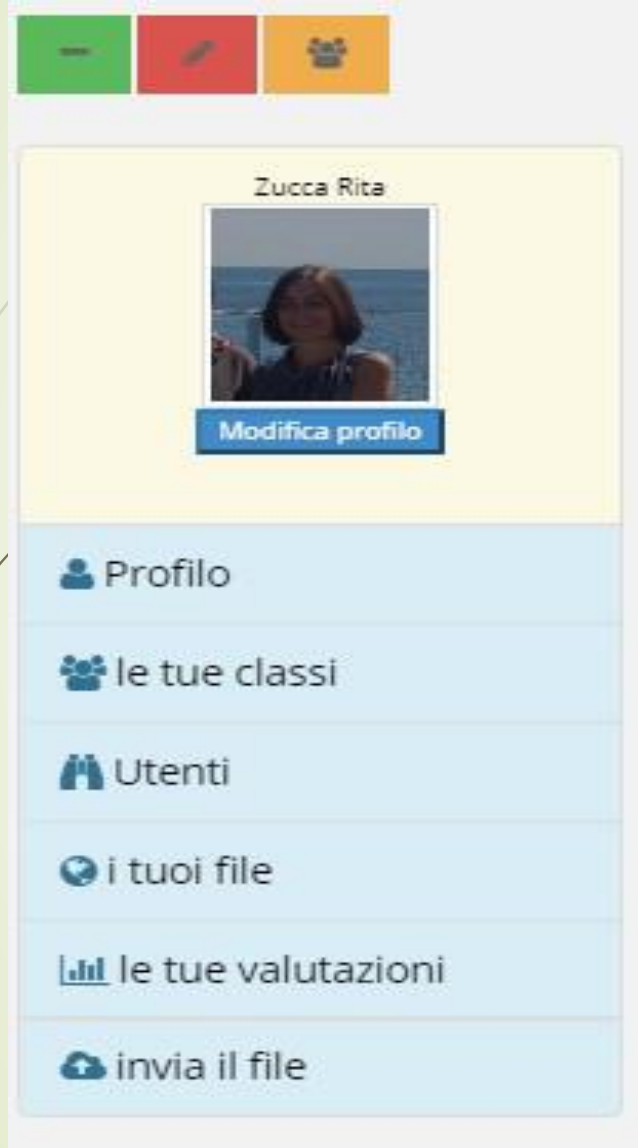 Zucca Rita
Modifica profilo
Profilo
le tue classi
Utenti
i tuoi file
le tue valutazioni
invia il file